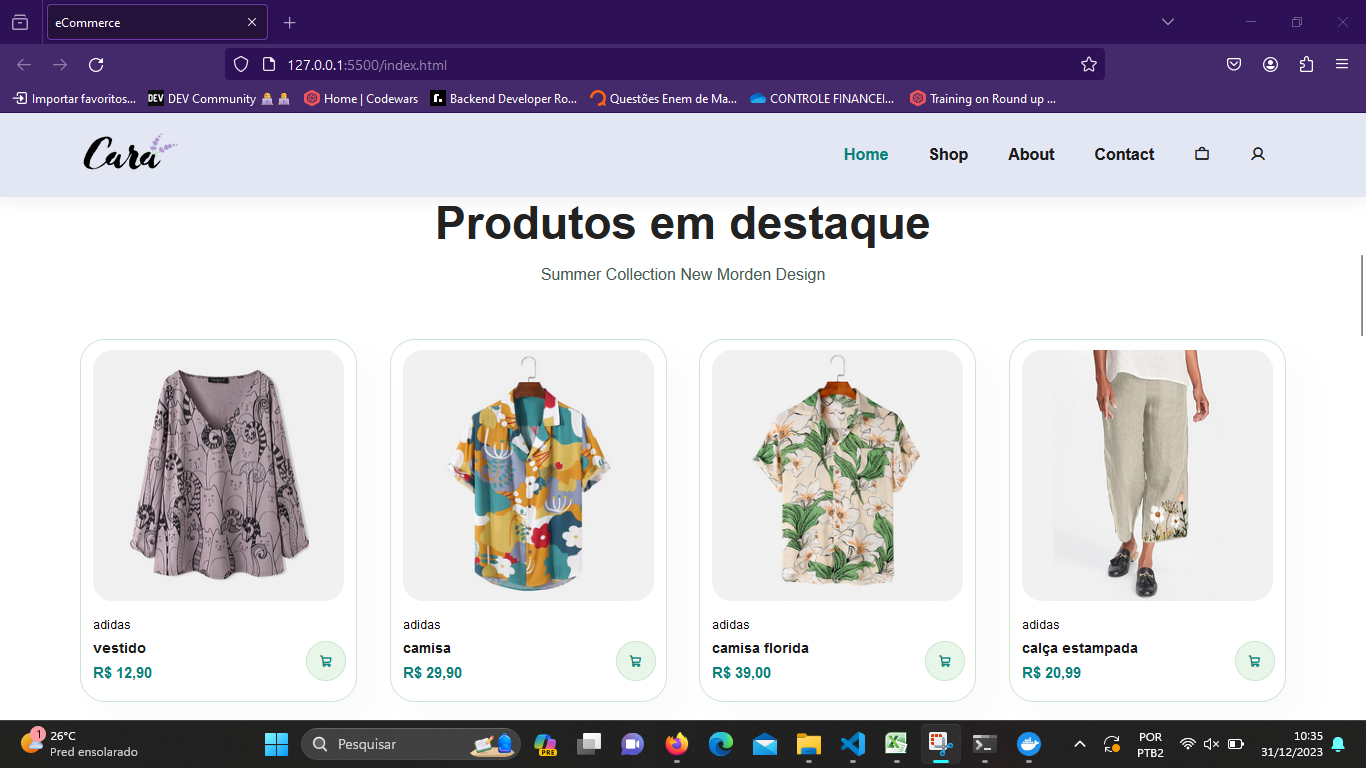 eCommerce
127.0.0.1:5500/index.html
Importar favoritos... DEV DEV Community Home | Codewars r. Backend Developer Ro... Questões Enem de Ma... CONTROLE FINANCEI... Training on Round up ...
Cara Home Shop About Contact
Produtos em destaque
Summer Collection New Morden Design
adidas
vestido
R$ 12,90
adidas
camisa
R$ 29,90
adidas
camisa florida
R$ 39,00
adidas
calça estampada
R$ 20,99
1
26°C
Pred ensolarado
Pesquisar
PRE
POR
PTB2
10:35
31/12/2023